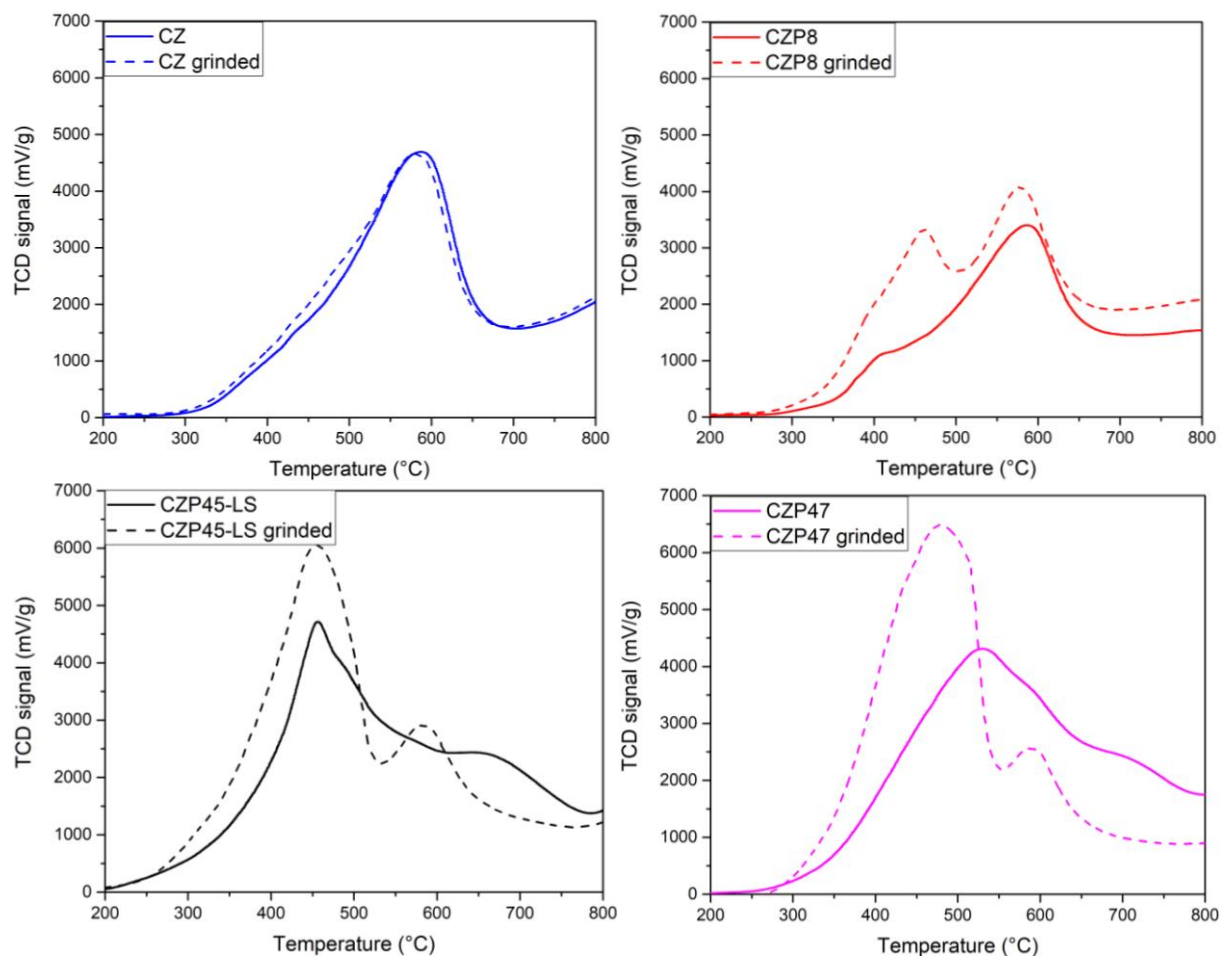 7000
6000
5000
4000
3000
2000
1000
0
TCD signal (mV/g)
CZ
CZ grinded
200 300 400 500 600 700 800
Temperature (°C)
7000
6000
5000
4000
3000
2000
1000
0
TCD signal (mV/g)
CZP8
CZP8 grinded
200 300 400 500 600 700 800
Temperature (°C)
7000
6000
5000
4000
3000
2000
1000
0
TCD signal (mV/g)
CZP45-LS
CZP45-LS grinded
200 300 400 500 600 700 800
Temperature (°C)
7000
6000
5000
4000
3000
2000
1000
0
TCD signal (mV/g)
CZP47
CZP47 grinded
200 300 400 500 600 700 800
Temperature (°C)